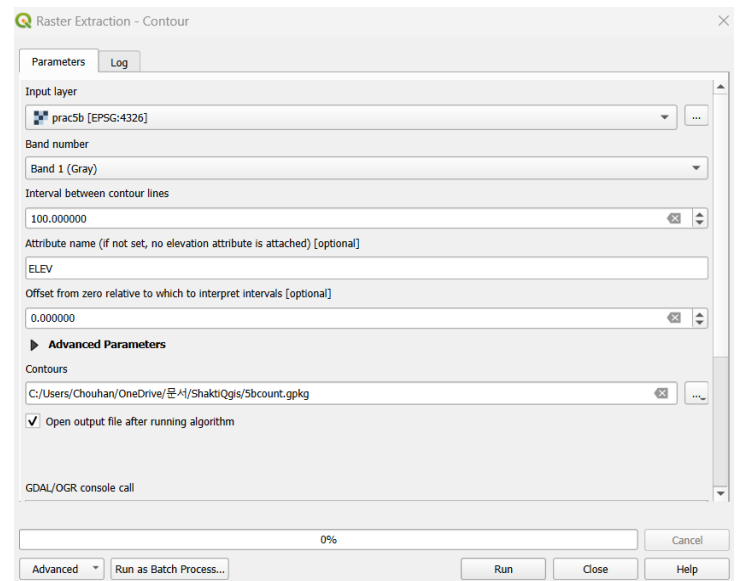 Raster Extraction - Contour
Parameters Log
Input layer
prac5b [EPSG:4326] ...
Band number
Band 1 (Gray)
Interval between contour lines
100.000000
Attribute name (if not set, no elevation attribute is attached) [optional]
ELEV
Offset from zero relative to which to interpret intervals [optional]
0.000000
Advanced Parameters
Contours
C:/Users/Chouhan/OneDrive/문서/ShaktiQgis/5bcount.gpkg ...
Open output file after running algorithm
GDAL/OGR console call
0% Cancel
Advanced Run as Batch Process... Run Close Help